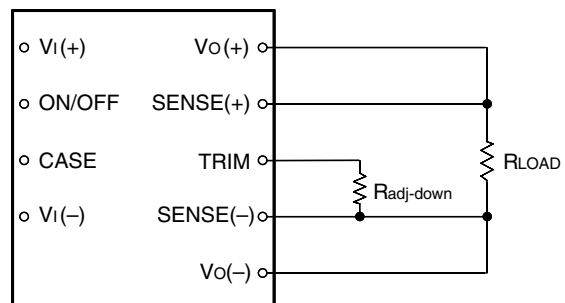 VI(+) VO(+)
ON/OFF SENSE(+)
CASE TRIM RLOAD
Radj-down
VI(–) SENSE(–)
VO(–)